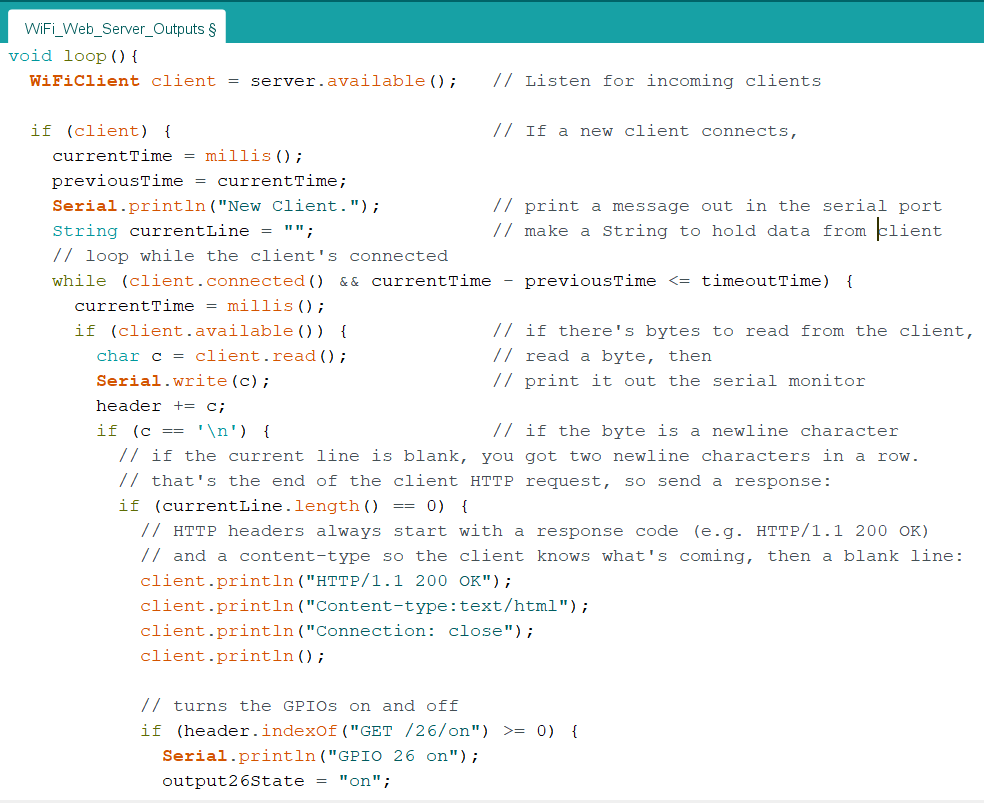 WiFi_Web_Server_Outputs §
void loop(){
  WiFiClient client = server.available();   // Listen for incoming clients

  if (client) {                             // If a new client connects,
    currentTime = millis();
    previousTime = currentTime;
    Serial.println("New Client.");          // print a message out in the serial port
    String currentLine = "";                // make a String to hold data from client
    // loop while the client's connected
    while (client.connected() && currentTime - previousTime <= timeoutTime) {
      currentTime = millis();
      if (client.available()) {             // if there's bytes to read from the client,
        char c = client.read();             // read a byte, then
        Serial.write(c);                    // print it out the serial monitor
        header += c;
        if (c == '\n') {                    // if the byte is a newline character
          // if the current line is blank, you got two newline characters in a row.
          // that's the end of the client HTTP request, so send a response:
          if (currentLine.length() == 0) {
            // HTTP headers always start with a response code (e.g. HTTP/1.1 200 OK)
            // and a content-type so the client knows what's coming, then a blank line:
            client.println("HTTP/1.1 200 OK");
            client.println("Content-type:text/html");
            client.println("Connection: close");
            client.println();

            // turns the GPIOs on and off
            if (header.indexOf("GET /26/on") >= 0) {
              Serial.println("GPIO 26 on");
              output26State = "on";